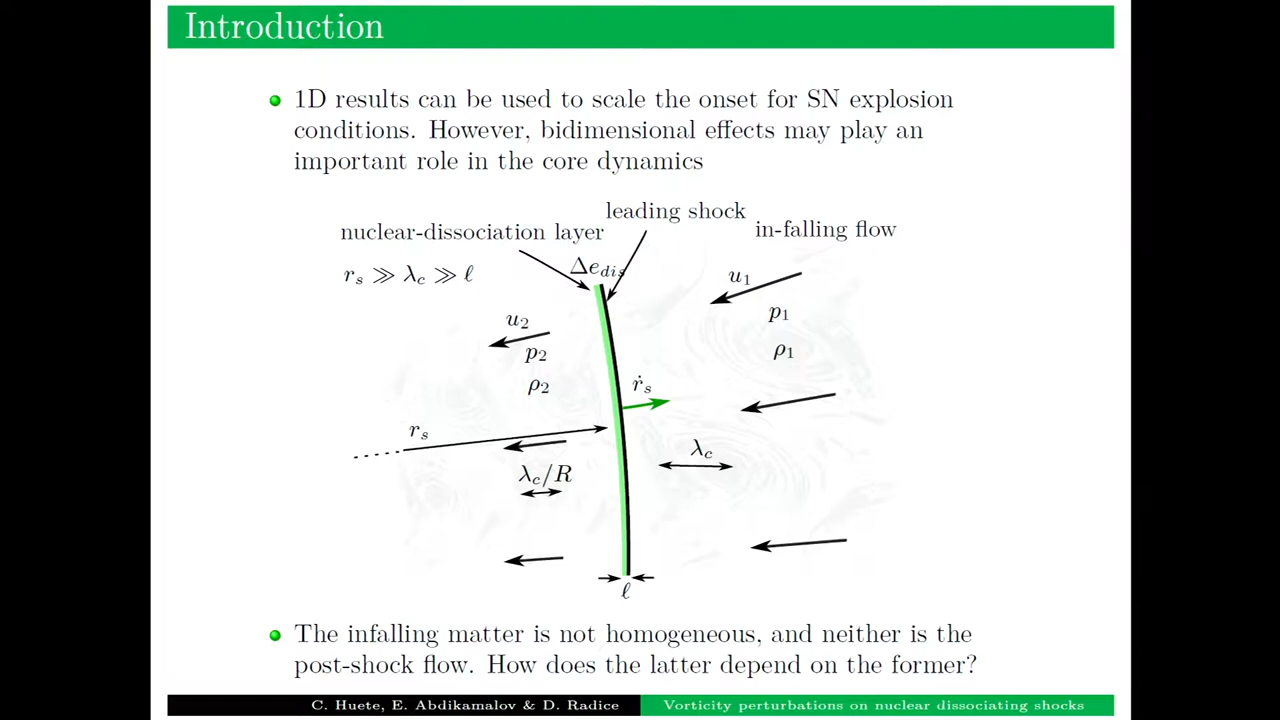 Introduction
1D results can be used to scale the onset for SN explosion
conditions. However, bidimensional effects may play an
important role in the core dynamics
leading shock
nuclear-dissociation layer
in-falling flow
r_s ≫ λ_c ≫ ℓ
Δe_dis
u_1
p_1
u_2
p_2
ρ_1
ρ_2
ṙ_s
r_s
λ_c
λ_c/R
ℓ
The infalling matter is not homogeneous, and neither is the
post-shock flow. How does the latter depend on the former?
C. Huete, E. Abdikamalov & D. Radice
Vorticity perturbations on nuclear dissociating shocks